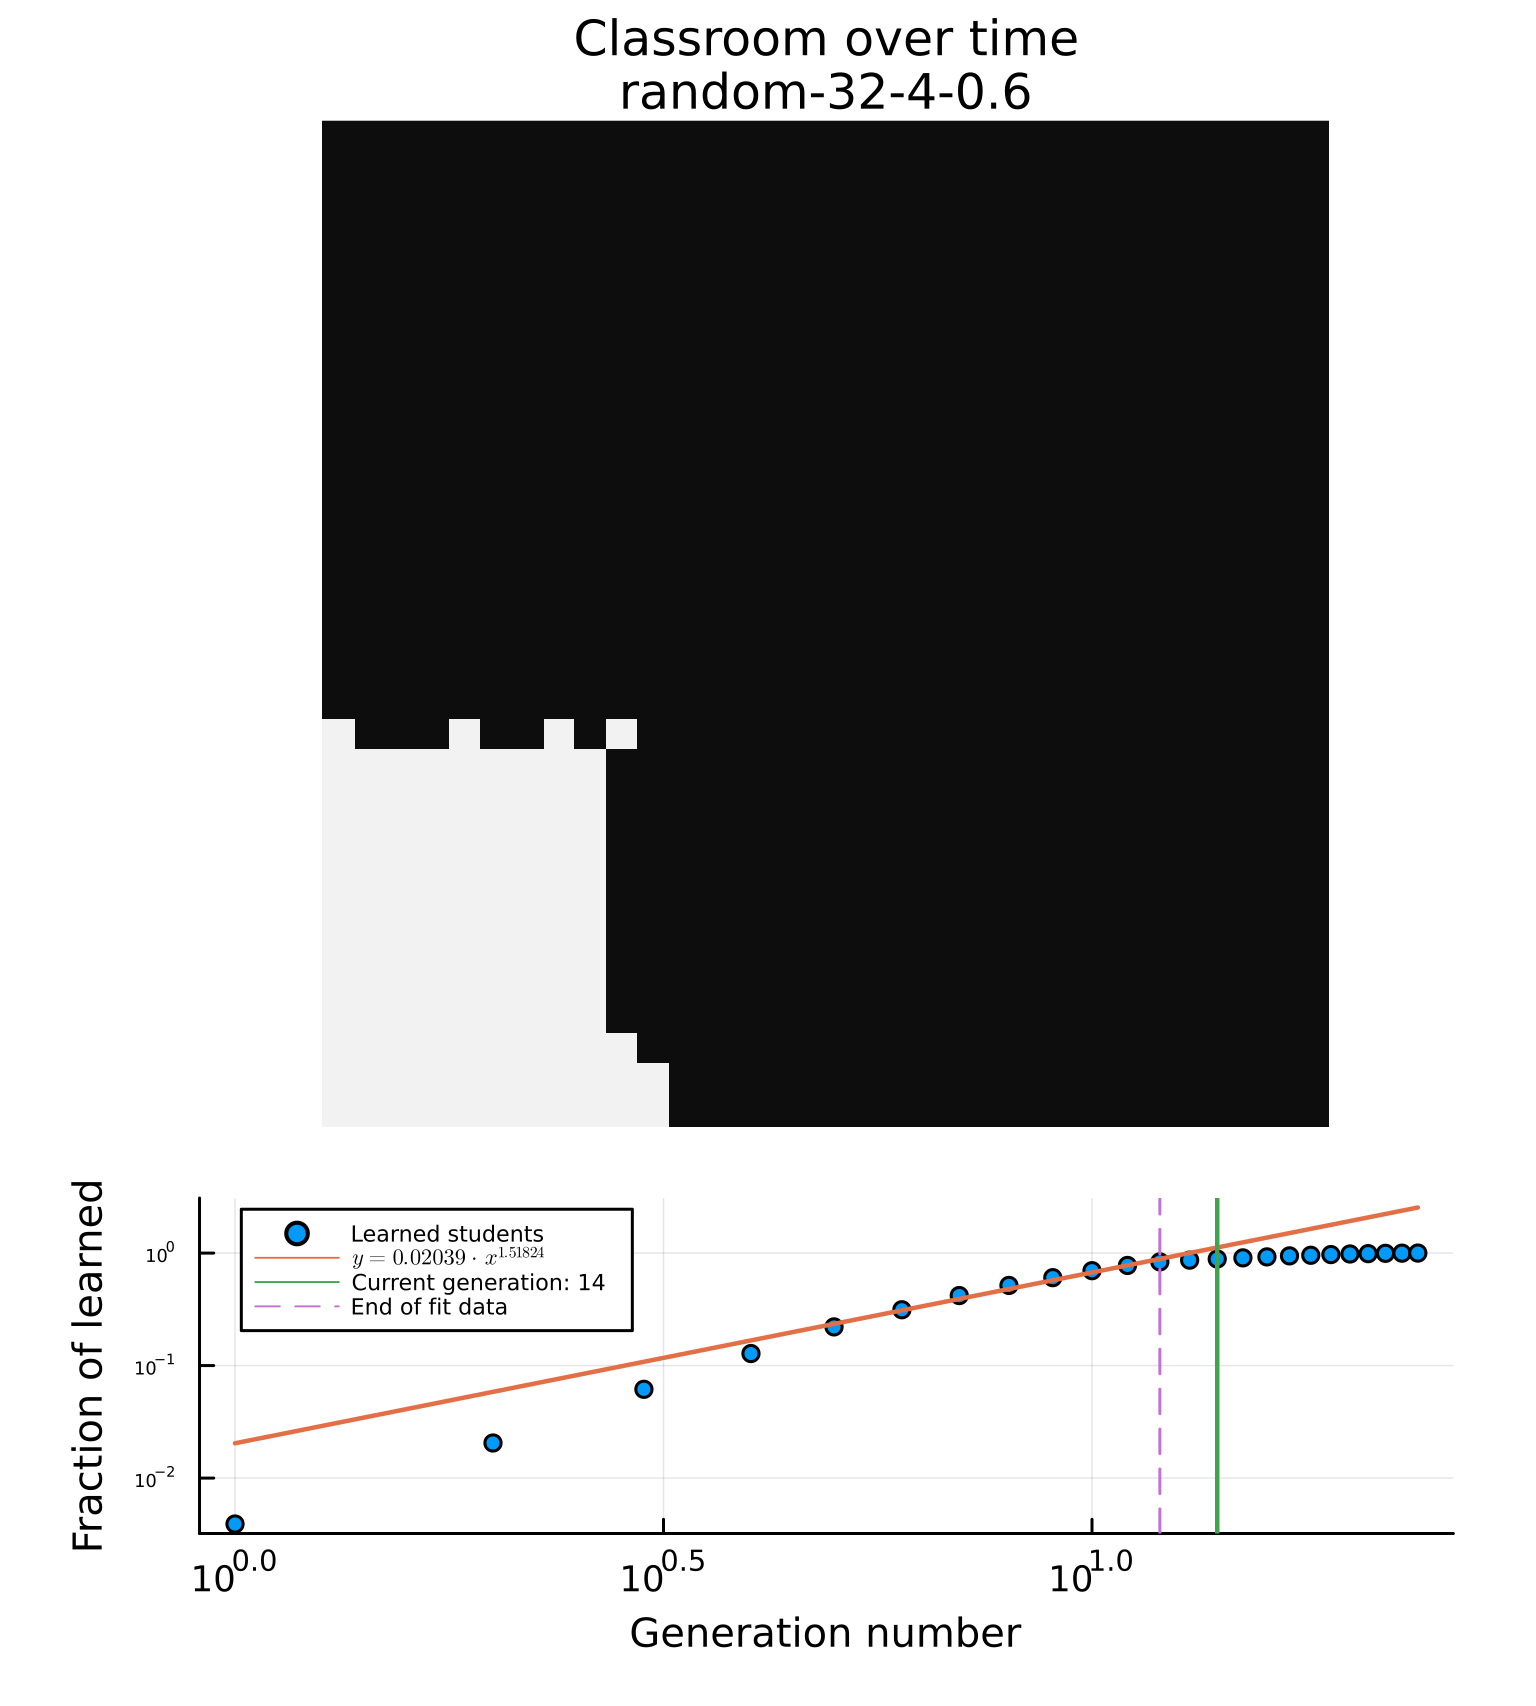 Classroom over time
random-32-4-0.6
Fraction of learned
Learned students
y = 0.02039 · x^1.51824
Current generation: 14
End of fit data
10^0
10^−1
10^−2
10^0.0
10^0.5
10^1.0
Generation number